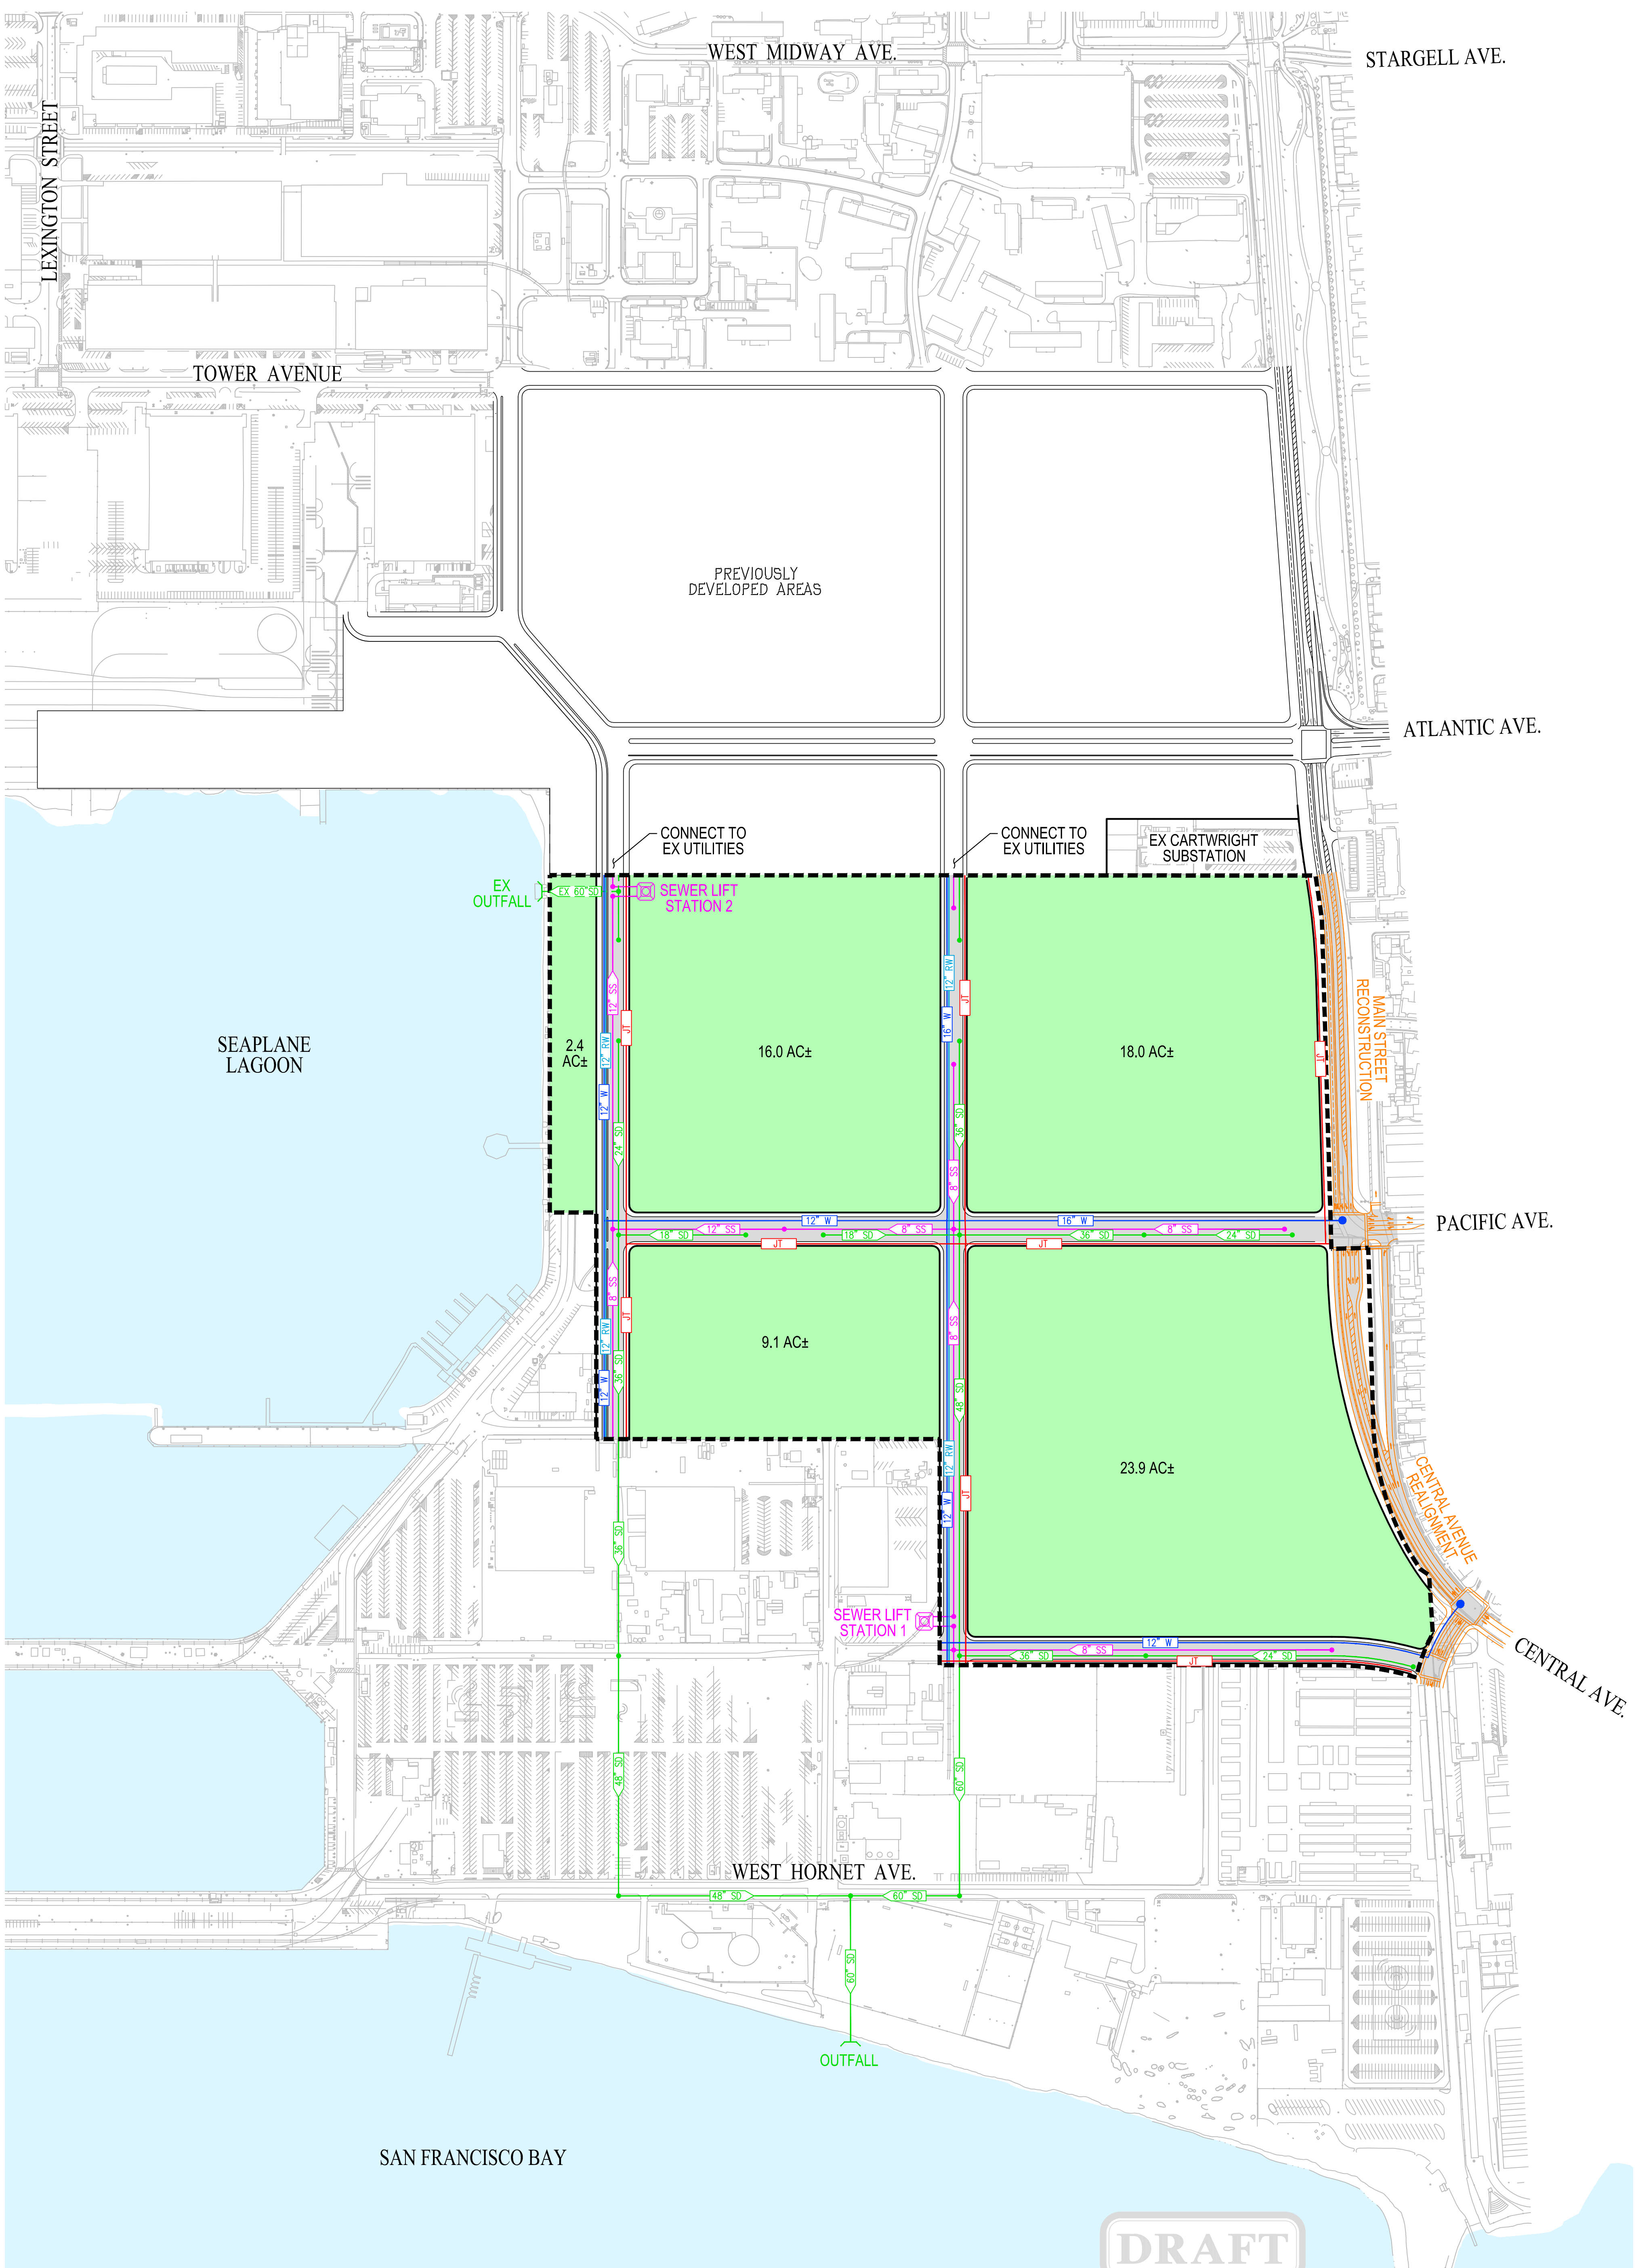 WEST MIDWAY AVE.
STARGELL AVE.
LEXINGTON STREET
TOWER AVENUE
PREVIOUSLY
DEVELOPED AREAS
ATLANTIC AVE.
CONNECT TO
EX UTILITIES
CONNECT TO
EX UTILITIES
EX CARTWRIGHT
SUBSTATION
EX
OUTFALL
EX 60" SD
SEWER LIFT
STATION 2
12" SS
12" RW
16" W
JT
JT
MAIN STREET
RECONSTRUCTION
SEAPLANE
LAGOON
2.4
AC±
12" RW
12" W
16.0 AC±
18.0 AC±
JT
24" SD
36" SD
8" SS
12" W
16" W
12" SS
8" SS
8" SS
18" SD
18" SD
36" SD
24" SD
JT
JT
PACIFIC AVE.
8" SS
JT
12" RW
12" W
36" SD
9.1 AC±
8" SS
48" SD
12" RW
12" W
JT
23.9 AC±
CENTRAL AVENUE
REALIGNMENT
36" SD
SEWER LIFT
STATION 1
12" W
8" SS
36" SD
24" SD
JT
CENTRAL AVE.
48" SD
60" SD
WEST HORNET AVE.
48" SD
60" SD
60" SD
OUTFALL
SAN FRANCISCO BAY
DRAFT